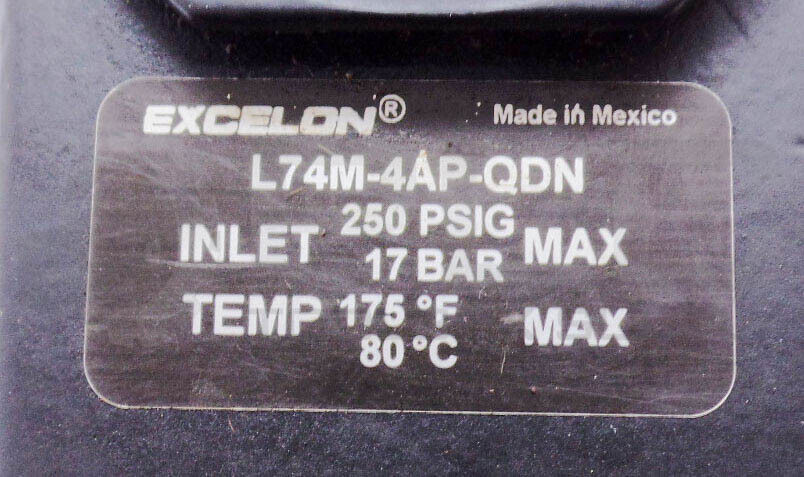 EXCELON® Made in Mexico
L74M-4AP-QDN
INLET 250 PSIG 17 BAR MAX
TEMP 175 °F 80 °C MAX